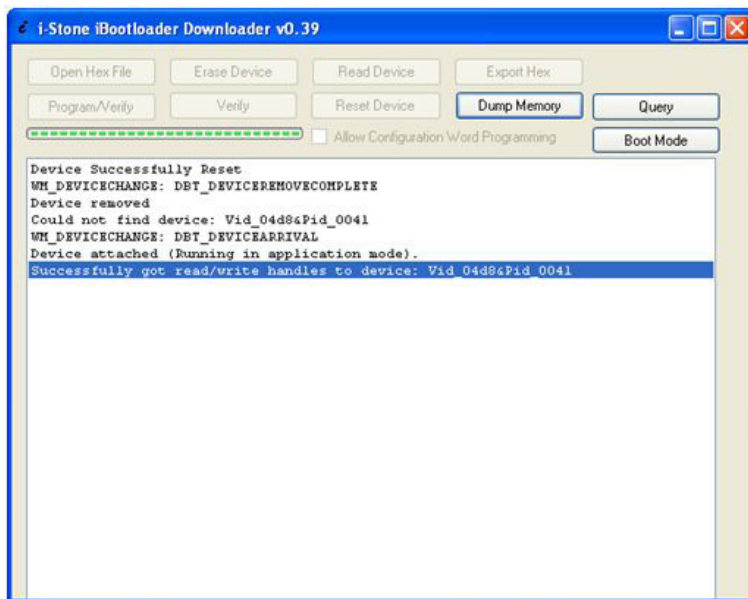 i-Stone iBootloader Downloader v0.39
Open Hex File Erase Device Read Device Export Hex
Program/Verify Verify Reset Device Dump Memory Query
Allow Configuration Word Programming Boot Mode
Device Successfully Reset
WM_DEVICECHANGE: DBT_DEVICEREMOVECOMPLETE
Device removed
Could not find device: Vid_04d8&Pid_0041
WM_DEVICECHANGE: DBT_DEVICEARRIVAL
Device attached (Running in application mode).
Successfully got read/write handles to device: Vid_04d8&Pid_0041